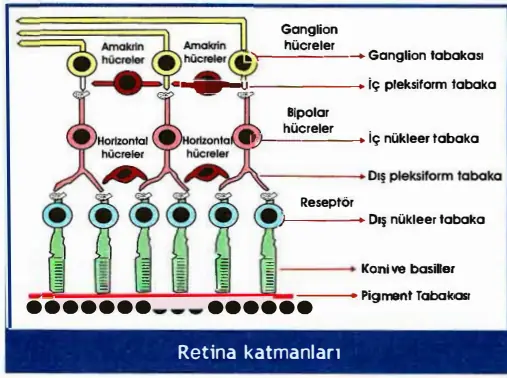 Ganglion
hücreler
Amakrin
hücreler
Amakrin
hücreler
Ganglion tabakası
İç pleksiform tabaka
Bipolar
hücreler
Horizontal
hücreler
Horizontal
hücreler
İç nükleer tabaka
Dış pleksiform tabaka
Reseptör
Dış nükleer tabaka
Koni ve basiller
Pigment Tabakası
Retina katmanları